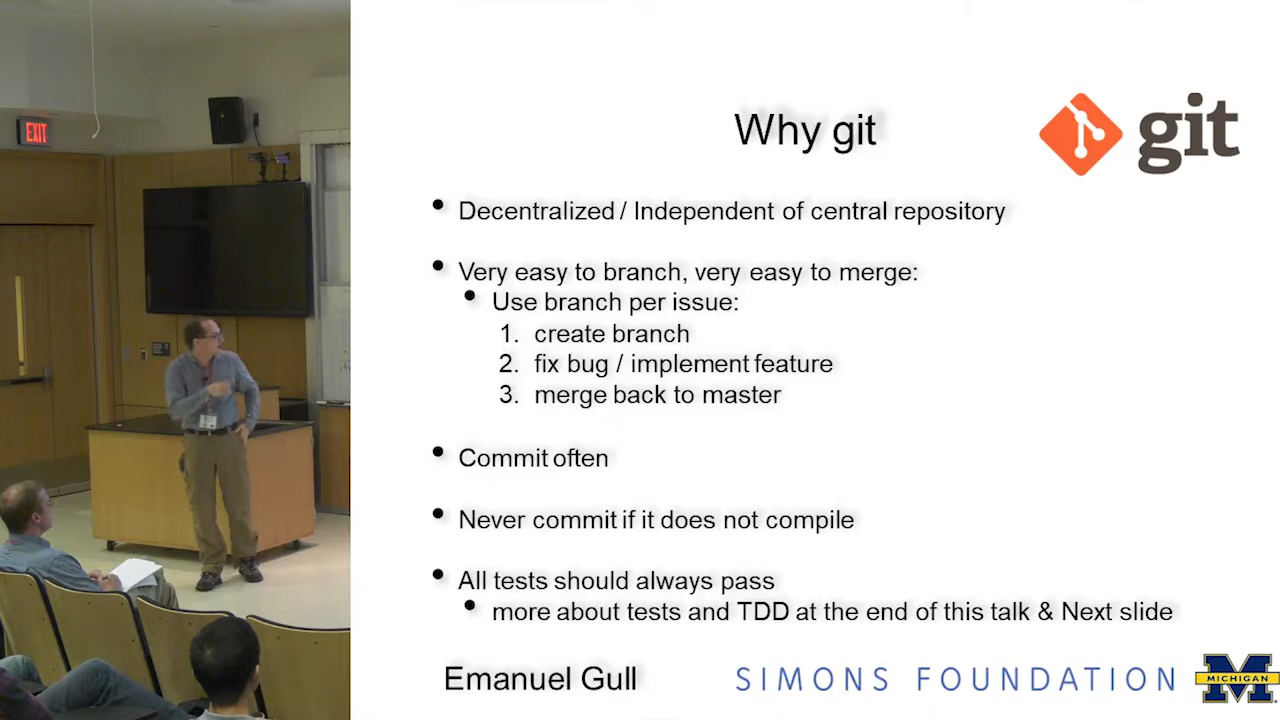 EXIT
Why git
git
• Decentralized / Independent of central repository
• Very easy to branch, very easy to merge:
• Use branch per issue:
1. create branch
2. fix bug / implement feature
3. merge back to master
• Commit often
• Never commit if it does not compile
• All tests should always pass
• more about tests and TDD at the end of this talk & Next slide
Emanuel Gull
SIMONS FOUNDATION
M
MICHIGAN